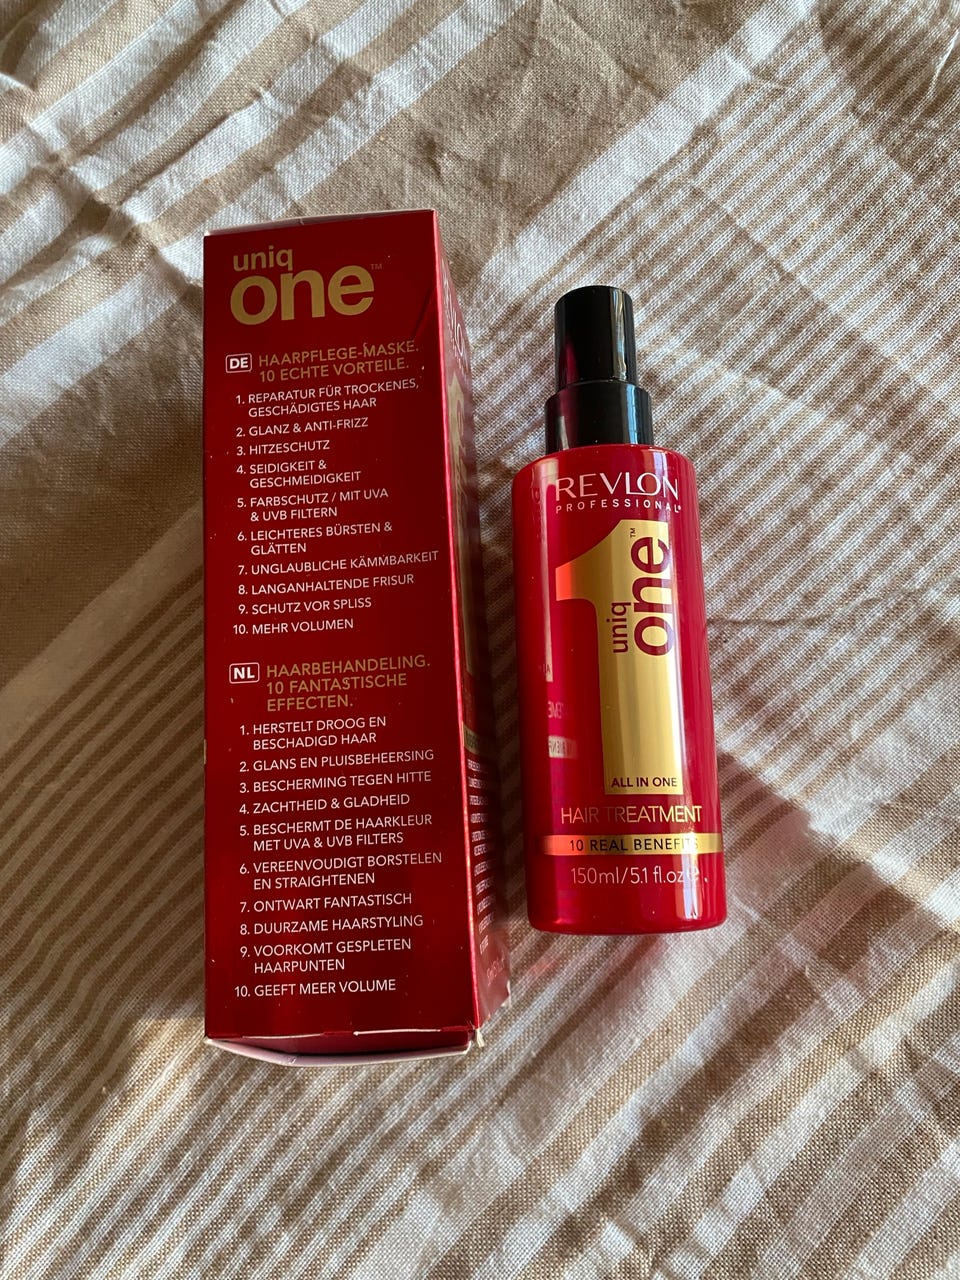 uniq
one™
DE HAARPFLEGE-MASKE.
10 ECHTE VORTEILE.
1. REPARATUR FÜR TROCKENES,
GESCHÄDIGTES HAAR
2. GLANZ & ANTI-FRIZZ
3. HITZESCHUTZ
4. SEIDIGKEIT &
GESCHMEIDIGKEIT
5. FARBSCHUTZ / MIT UVA
& UVB FILTERN
6. LEICHTERES BÜRSTEN &
GLÄTTEN
7. UNGLAUBLICHE KÄMMBARKEIT
8. LANGANHALTENDE FRISUR
9. SCHUTZ VOR SPLISS
10. MEHR VOLUMEN
NL HAARBEHANDELING.
10 FANTASTISCHE
EFFECTEN.
1. HERSTELT DROOG EN
BESCHADIGD HAAR
2. GLANS EN PLUISBEHEERSING
3. BESCHERMING TEGEN HITTE
4. ZACHTHEID & GLADHEID
5. BESCHERMT DE HAARKLEUR
MET UVA & UVB FILTERS
6. VEREENVOUDIGT BORSTELEN
EN STRAIGHTENEN
7. ONTWART FANTASTISCH
8. DUURZAME HAARSTYLING
9. VOORKOMT GESPLETEN
HAARPUNTEN
10. GEEFT MEER VOLUME
REVLON
PROFESSIONAL®
1
uniq
one™
ALL IN ONE
HAIR TREATMENT
10 REAL BENEFITS
150ml/5.1 fl.oz.e